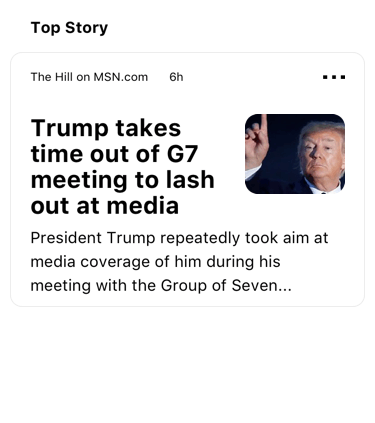 Top Story
The Hill on MSN.com 6h
Trump takes
time out of G7
meeting to lash
out at media
President Trump repeatedly took aim at
media coverage of him during his
meeting with the Group of Seven...